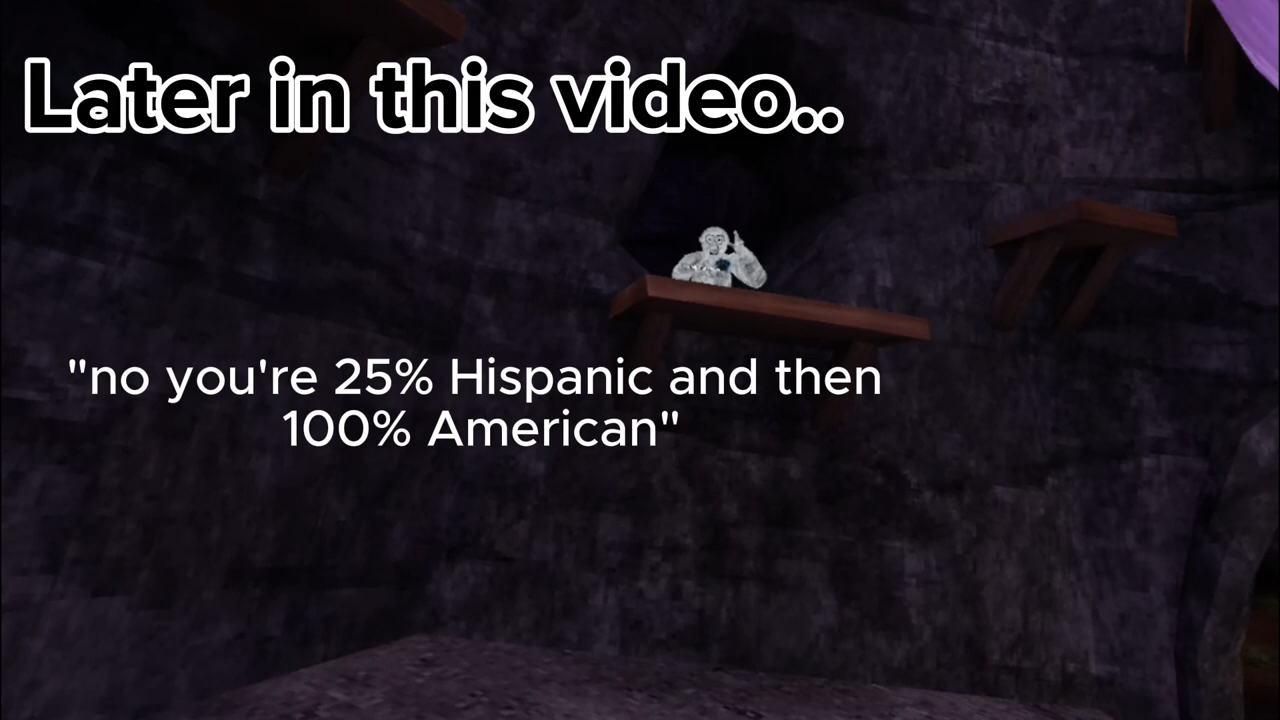 Later in this video..
"no you're 25% Hispanic and then
100% American"